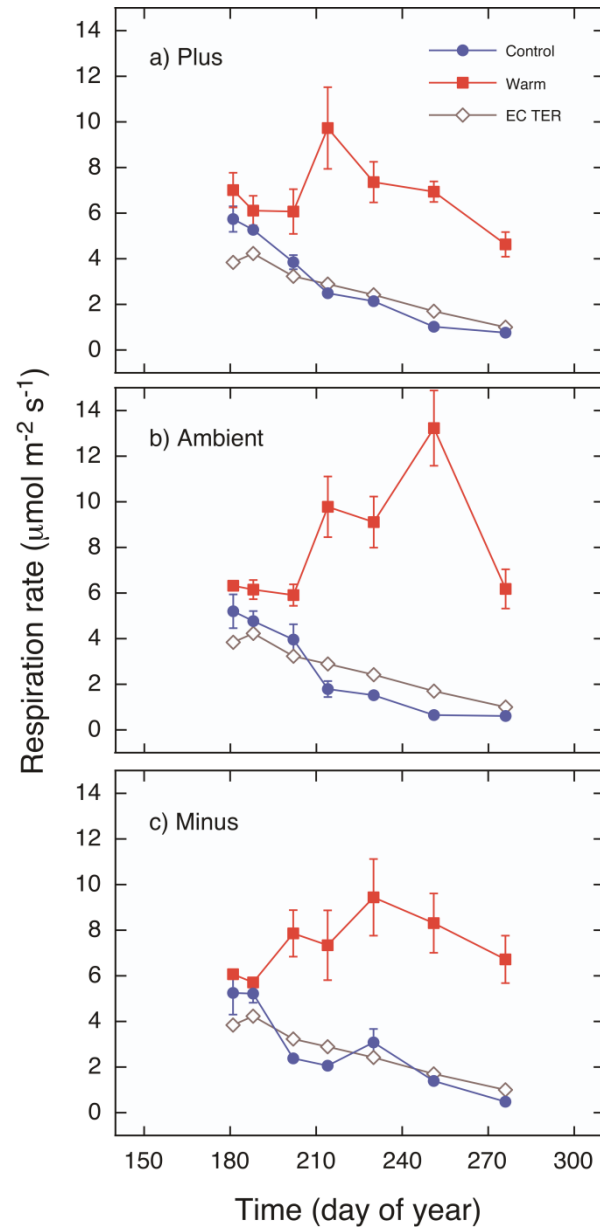 a) Plus
Control
Warm
EC TER
14
12
10
8
6
4
2
0
b) Ambient
14
12
10
8
6
4
2
0
c) Minus
14
12
10
8
6
4
2
0
150 180 210 240 270 300
Time (day of year)
Respiration rate (μmol m⁻² s⁻¹)